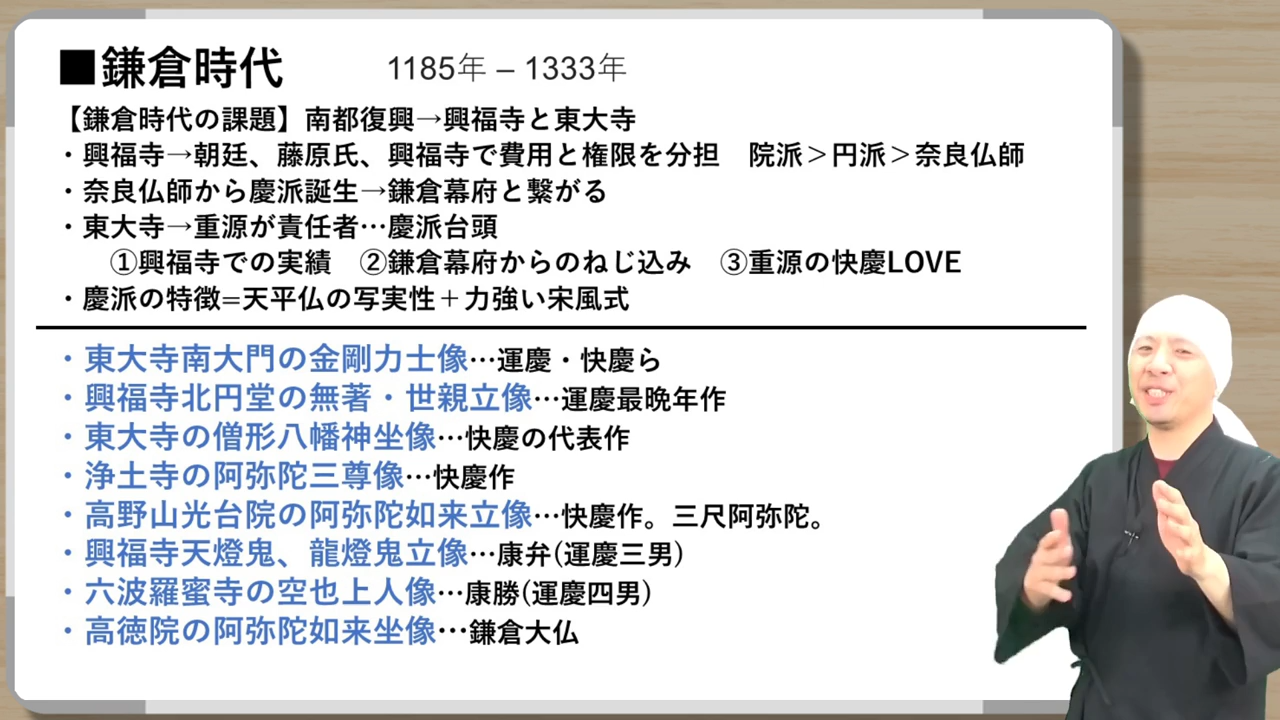 ■鎌倉時代　1185年 – 1333年
【鎌倉時代の課題】南都復興→興福寺と東大寺
・興福寺→朝廷、藤原氏、興福寺で費用と権限を分担　院派＞円派＞奈良仏師
・奈良仏師から慶派誕生→鎌倉幕府と繋がる
・東大寺→重源が責任者…慶派台頭
①興福寺での実績　②鎌倉幕府からのねじ込み　③重源の快慶LOVE
・慶派の特徴=天平仏の写実性＋力強い宋風式
・東大寺南大門の金剛力士像…運慶・快慶ら
・興福寺北円堂の無著・世親立像…運慶最晩年作
・東大寺の僧形八幡神坐像…快慶の代表作
・浄土寺の阿弥陀三尊像…快慶作
・高野山光台院の阿弥陀如来立像…快慶作。三尺阿弥陀。
・興福寺天燈鬼、龍燈鬼立像…康弁(運慶三男)
・六波羅蜜寺の空也上人像…康勝(運慶四男)
・高徳院の阿弥陀如来坐像…鎌倉大仏